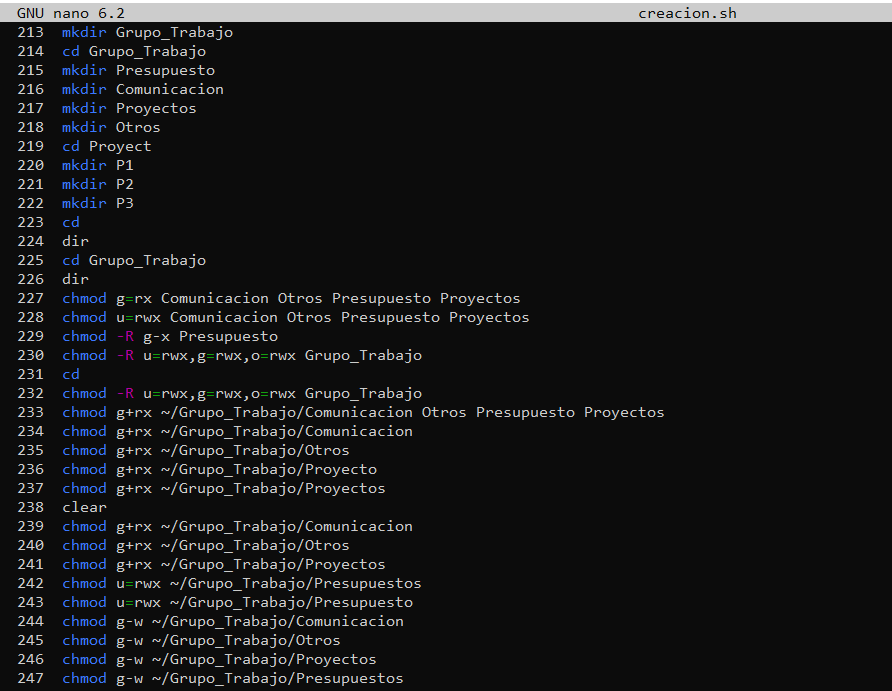 GNU nano 6.2 creacion.sh
213 mkdir Grupo_Trabajo
214 cd Grupo_Trabajo
215 mkdir Presupuesto
216 mkdir Comunicacion
217 mkdir Proyectos
218 mkdir Otros
219 cd Proyect
220 mkdir P1
221 mkdir P2
222 mkdir P3
223 cd
224 dir
225 cd Grupo_Trabajo
226 dir
227 chmod g=rx Comunicacion Otros Presupuesto Proyectos
228 chmod u=rwx Comunicacion Otros Presupuesto Proyectos
229 chmod -R g-x Presupuesto
230 chmod -R u=rwx,g=rwx,o=rwx Grupo_Trabajo
231 cd
232 chmod -R u=rwx,g=rwx,o=rwx Grupo_Trabajo
233 chmod g+rx ~/Grupo_Trabajo/Comunicacion Otros Presupuesto Proyectos
234 chmod g+rx ~/Grupo_Trabajo/Comunicacion
235 chmod g+rx ~/Grupo_Trabajo/Otros
236 chmod g+rx ~/Grupo_Trabajo/Proyecto
237 chmod g+rx ~/Grupo_Trabajo/Proyectos
238 clear
239 chmod g+rx ~/Grupo_Trabajo/Comunicacion
240 chmod g+rx ~/Grupo_Trabajo/Otros
241 chmod g+rx ~/Grupo_Trabajo/Proyectos
242 chmod u=rwx ~/Grupo_Trabajo/Presupuestos
243 chmod u=rwx ~/Grupo_Trabajo/Presupuesto
244 chmod g-w ~/Grupo_Trabajo/Comunicacion
245 chmod g-w ~/Grupo_Trabajo/Otros
246 chmod g-w ~/Grupo_Trabajo/Proyectos
247 chmod g-w ~/Grupo_Trabajo/Presupuestos